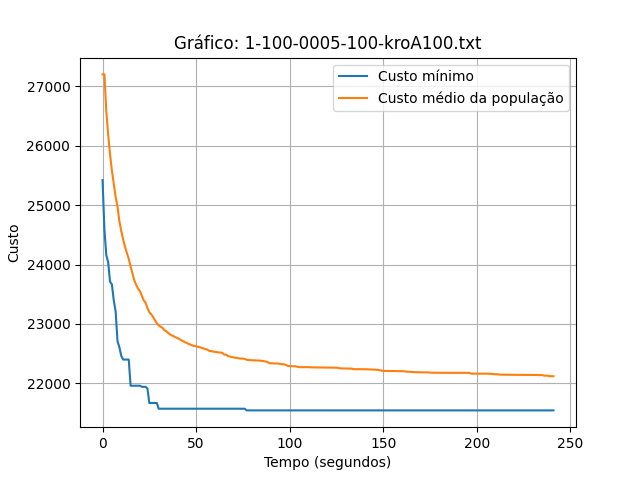 Gráfico: 1-100-0005-100-kroA100.txt
Custo mínimo
Custo médio da população
Custo
27000
26000
25000
24000
23000
22000
0 50 100 150 200 250
Tempo (segundos)